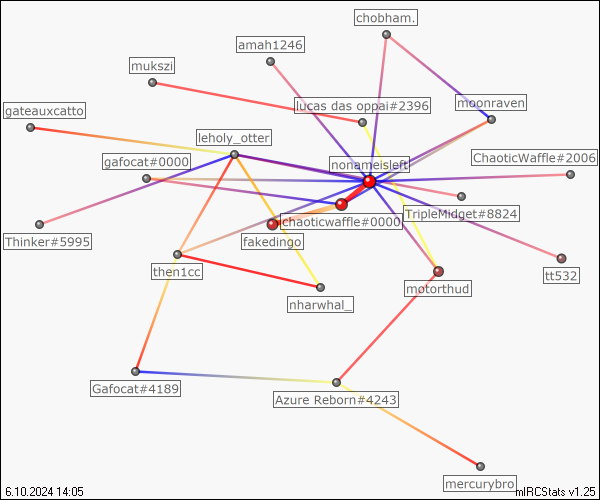 chobham.
amah1246
mukszi
lucas das oppai#2396
moonraven
gateauxcatto
leholy_otter
gafocat#0000
nonameisleft
ChaoticWaffle#2006
TripleMidget#8824
chaoticwaffle#0000
Thinker#5995
fakedingo
then1cc
tt532
motorthud
nharwhal_
Gafocat#4189
Azure Reborn#4243
mercurybro
6.10.2024 14:05
mIRCStats v1.25